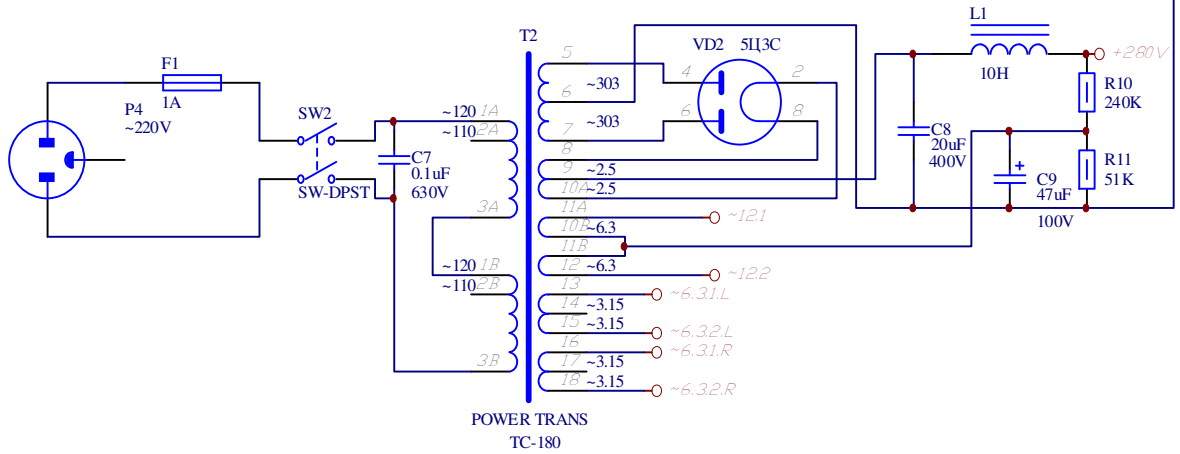 F1
1A
P4
~220V
SW2
SW-DPST
C7
0.1uF
630V
~120
1A
~110
2A
3A
~120
1B
~110
2B
3B
T2
POWER TRANS
TC-180
5
~303
6
~303
7
8
9
~2.5
10A
~2.5
11A
~12.1
10B
~6.3
11B
12
~6.3
~12.2
13
~6.3.1.L
14
~3.15
15
~3.15
~6.3.2.L
16
~6.3.1.R
17
~3.15
18
~3.15
~6.3.2.R
VD2 5Ц3С
4
2
6
8
L1
10H
+280V
R10
240K
C8
20uF
400V
R11
51K
+
C9
47uF
100V